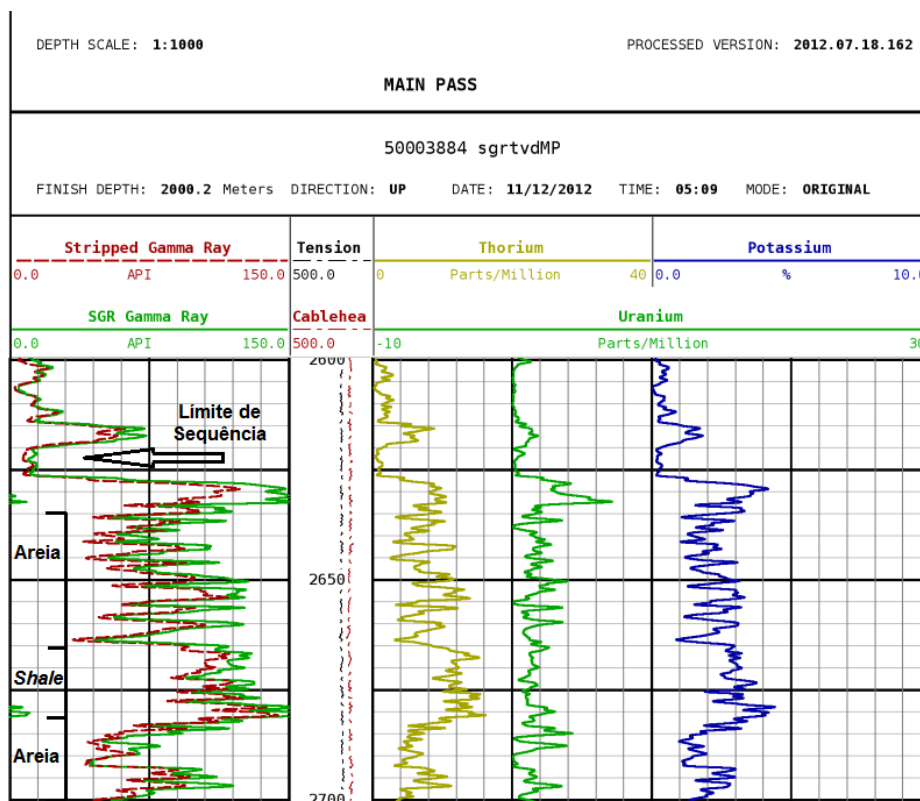 DEPTH SCALE: 1:1000 PROCESSED VERSION: 2012.07.18.162
MAIN PASS
50003884 sgrtvdMP
FINISH DEPTH: 2000.2 Meters DIRECTION: UP DATE: 11/12/2012 TIME: 05:09 MODE: ORIGINAL
Stripped Gamma Ray Tension Thorium Potassium
0.0 API 150.0 500.0 0 Parts/Million 40 0.0 % 10.0
SGR Gamma Ray Cablehea Uranium
0.0 API 150.0 500.0 -10 Parts/Million 30
2600
Límite de
Sequência
Areia
2650
Shale
Areia
2700